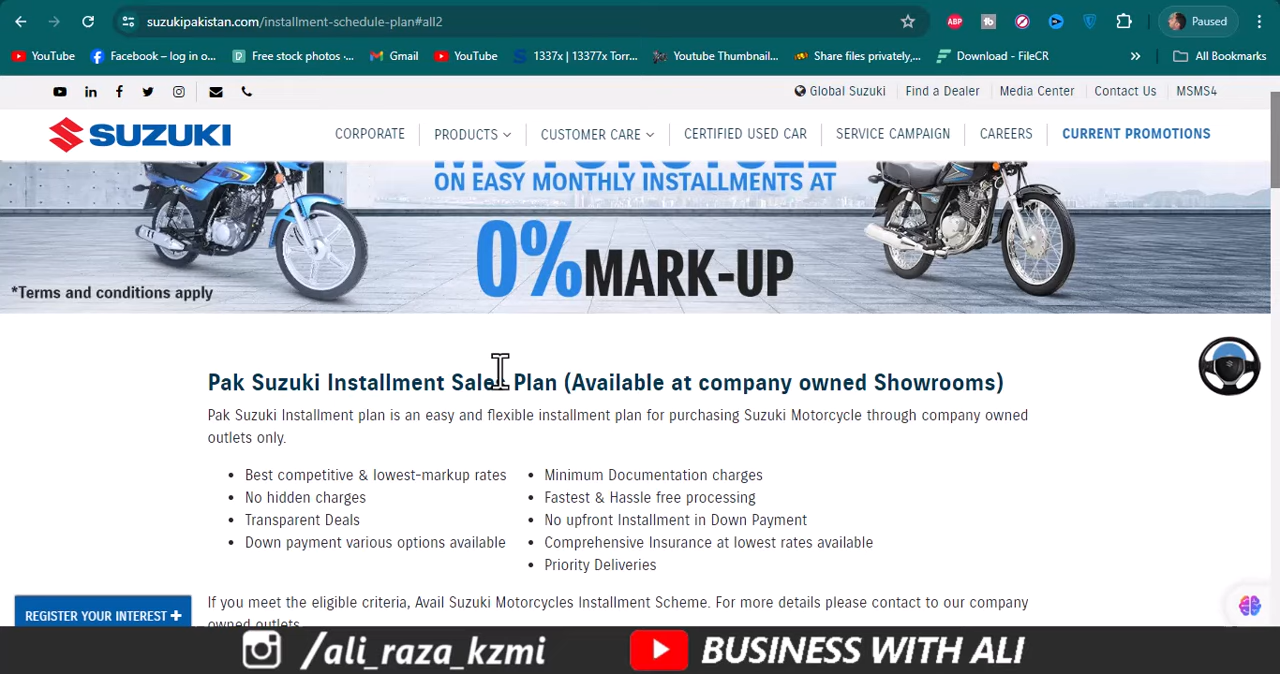 suzukipakistan.com/installment-schedule-plan#all2
ABP
Paused
YouTube
Facebook – log in o...
Free stock photos -...
Gmail
YouTube
1337x | 13377x Torr...
Youtube Thumbnail...
Share files privately,...
Download - FileCR
»
All Bookmarks
Global Suzuki
Find a Dealer
Media Center
Contact Us
MSMS4
SUZUKI
CORPORATE
PRODUCTS
CUSTOMER CARE
CERTIFIED USED CAR
SERVICE CAMPAIGN
CAREERS
CURRENT PROMOTIONS
MOTORCYCLE
ON EASY MONTHLY INSTALLMENTS AT
0% MARK-UP
*Terms and conditions apply
Pak Suzuki Installment Sales Plan (Available at company owned Showrooms)
Pak Suzuki Installment plan is an easy and flexible installment plan for purchasing Suzuki Motorcycle through company owned
outlets only.
• Best competitive & lowest-markup rates
• No hidden charges
• Transparent Deals
• Down payment various options available
• Minimum Documentation charges
• Fastest & Hassle free processing
• No upfront Installment in Down Payment
• Comprehensive Insurance at lowest rates available
• Priority Deliveries
If you meet the eligible criteria, Avail Suzuki Motorcycles Installment Scheme. For more details please contact to our company
owned outlets
REGISTER YOUR INTEREST +
/ali_raza_kzmi
BUSINESS WITH ALI